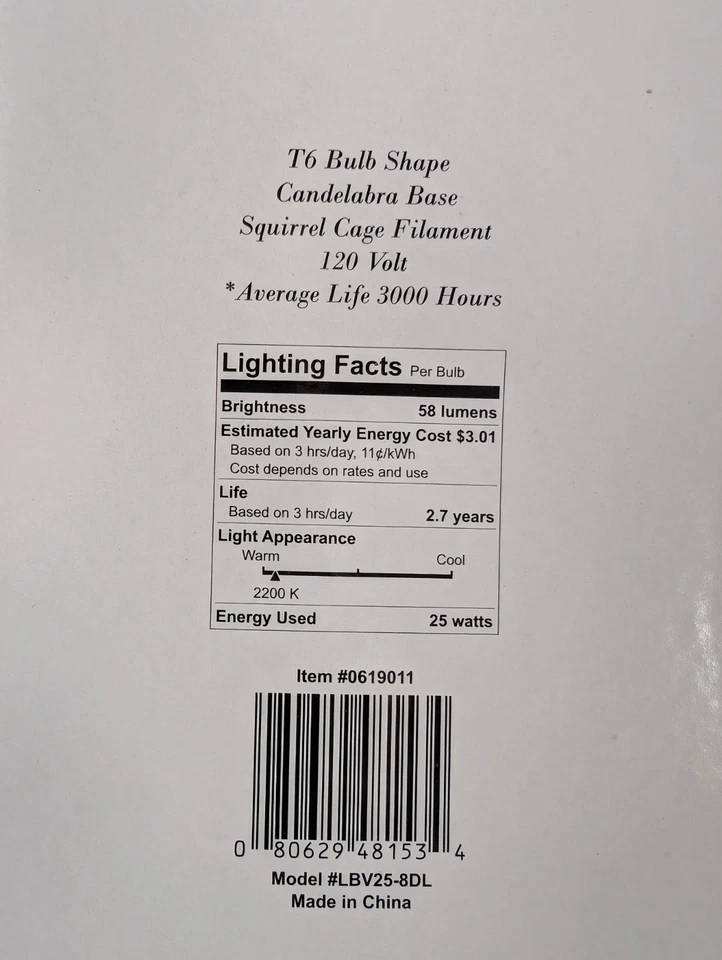 T6 Bulb Shape
Candelabra Base
Squirrel Cage Filament
120 Volt
*Average Life 3000 Hours
Lighting Facts Per Bulb
Brightness 58 lumens
Estimated Yearly Energy Cost $3.01
Based on 3 hrs/day, 11¢/kWh
Cost depends on rates and use
Life
Based on 3 hrs/day 2.7 years
Light Appearance
Warm Cool
2200 K
Energy Used 25 watts
Item #0619011
0 80629 48153 4
Model #LBV25-8DL
Made in China